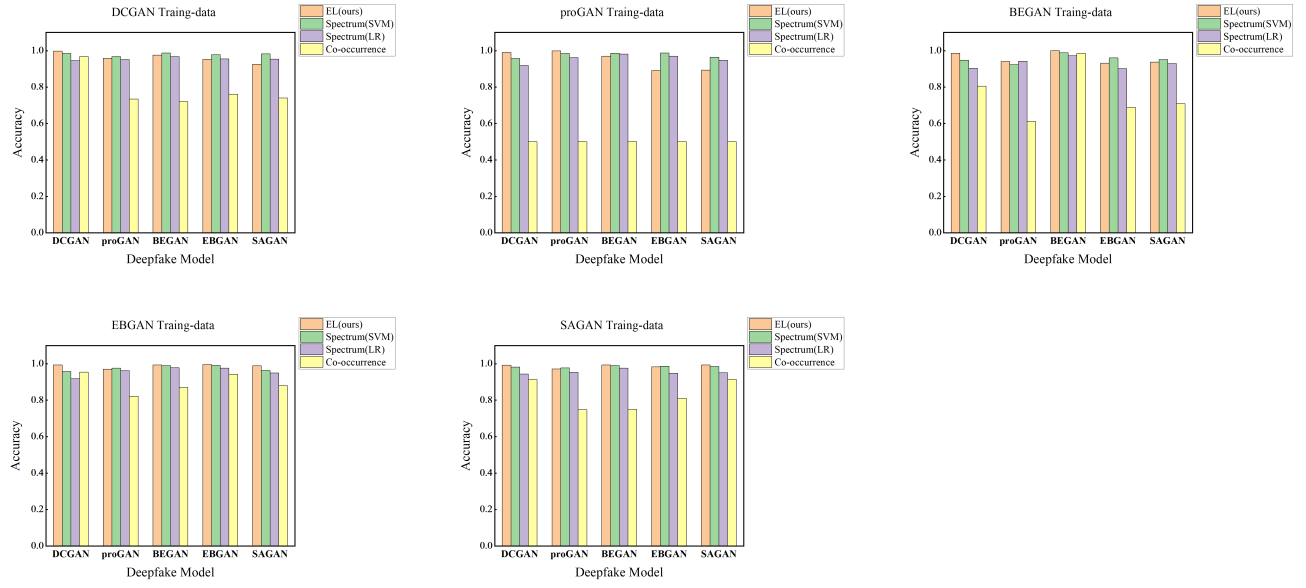 DCGAN Traing-data
EL(ours)
Spectrum(SVM)
Spectrum(LR)
Co-occurrence
1.0
0.8
0.6
0.4
0.2
0.0
Accuracy
DCGAN proGAN BEGAN EBGAN SAGAN
Deepfake Model
proGAN Traing-data
EL(ours)
Spectrum(SVM)
Spectrum(LR)
Co-occurrence
1.0
0.8
0.6
0.4
0.2
0.0
Accuracy
DCGAN proGAN BEGAN EBGAN SAGAN
Deepfake Model
BEGAN Traing-data
EL(ours)
Spectrum(SVM)
Spectrum(LR)
Co-occurrence
1.0
0.8
0.6
0.4
0.2
0.0
Accuracy
DCGAN proGAN BEGAN EBGAN SAGAN
Deepfake Model
EBGAN Traing-data
EL(ours)
Spectrum(SVM)
Spectrum(LR)
Co-occurrence
1.0
0.8
0.6
0.4
0.2
0.0
Accuracy
DCGAN proGAN BEGAN EBGAN SAGAN
Deepfake Model
SAGAN Traing-data
EL(ours)
Spectrum(SVM)
Spectrum(LR)
Co-occurrence
1.0
0.8
0.6
0.4
0.2
0.0
Accuracy
DCGAN proGAN BEGAN EBGAN SAGAN
Deepfake Model